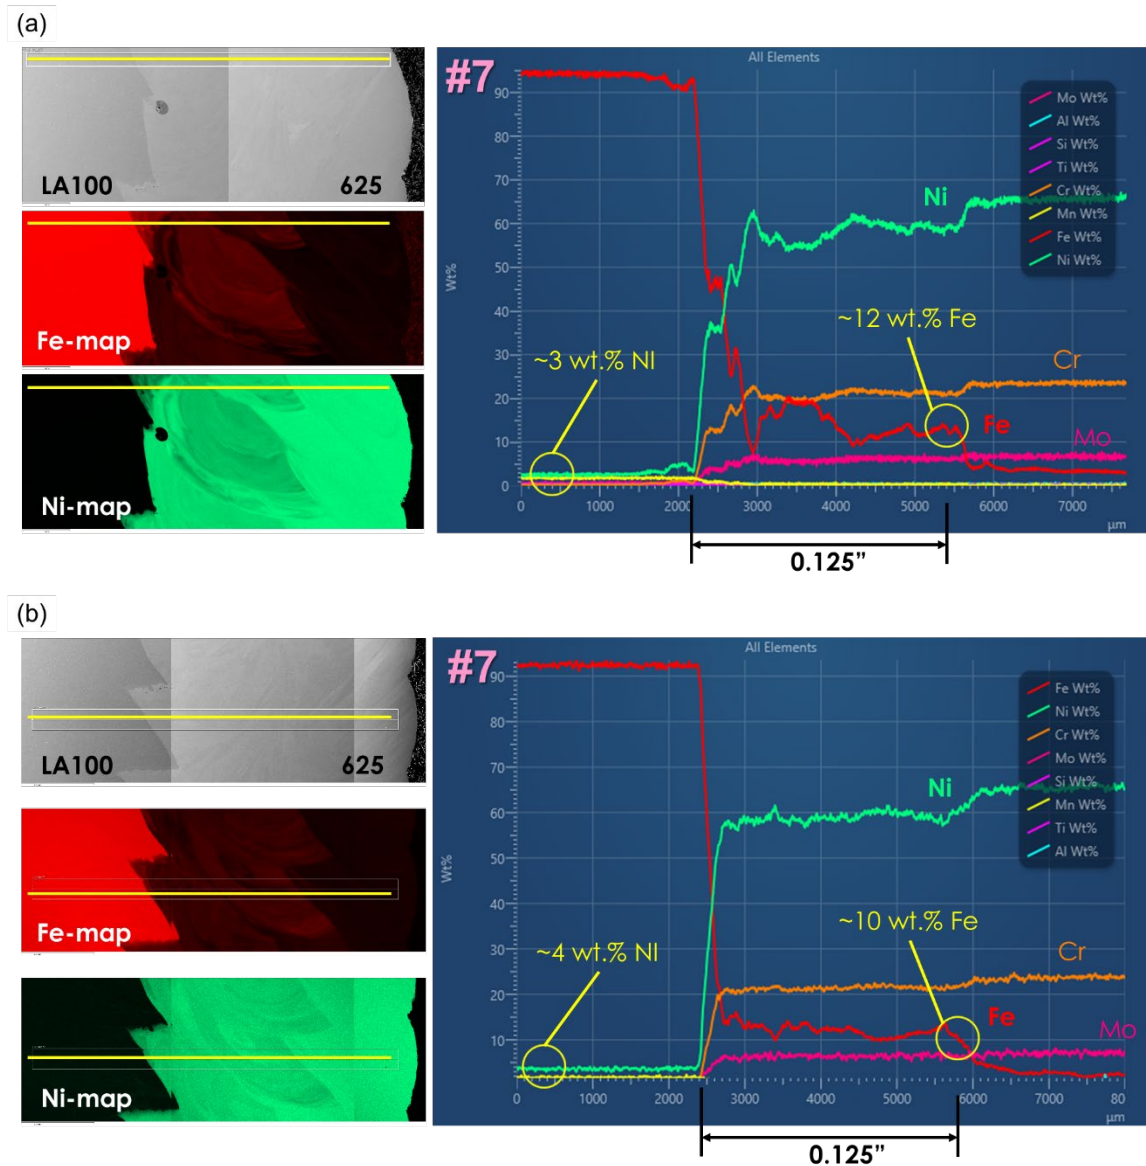 (a)
LA100
625
Fe-map
Ni-map
#7
All Elements
Mo Wt%
Al Wt%
Si Wt%
Ti Wt%
Cr Wt%
Mn Wt%
Fe Wt%
Ni Wt%
Wt%
90
80
70
60
50
40
30
20
10
0
0
1000
2000
3000
4000
5000
6000
7000
µm
Ni
~3 wt.% NI
~12 wt.% Fe
Cr
Fe
Mo
0.125”
(b)
LA100
625
Fe-map
Ni-map
#7
All Elements
Fe Wt%
Ni Wt%
Cr Wt%
Mo Wt%
Si Wt%
Mn Wt%
Ti Wt%
Al Wt%
Wt%
90
80
70
60
50
40
30
20
10
0
1000
2000
3000
4000
5000
6000
7000
80
µm
Ni
~4 wt.% NI
~10 wt.% Fe
Cr
Fe
Mo
0.125”